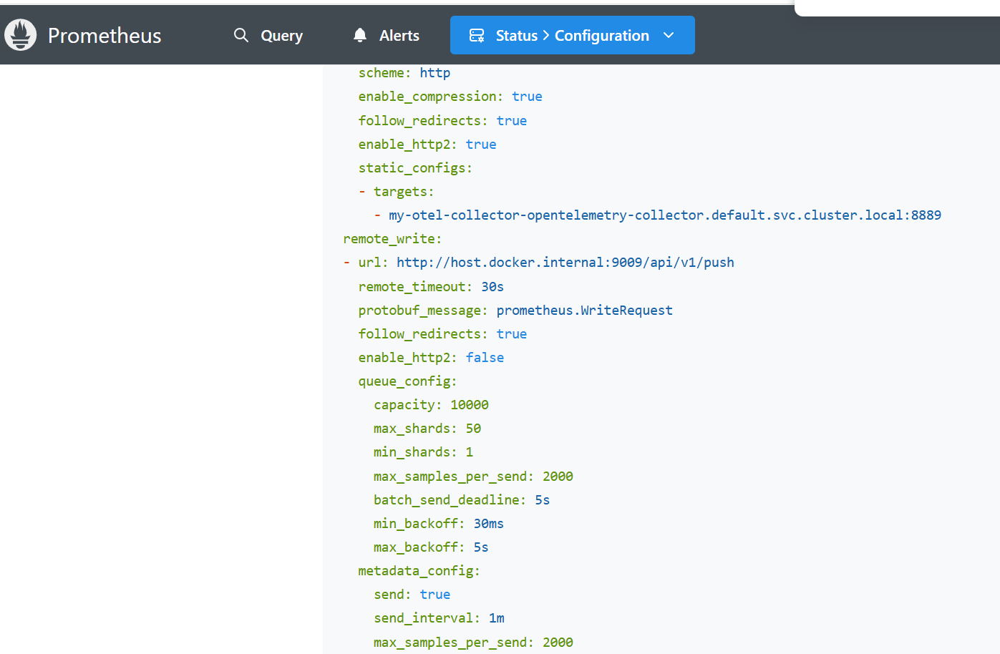 Prometheus Query Alerts Status > Configuration
scheme: http
enable_compression: true
follow_redirects: true
enable_http2: true
static_configs:
- targets:
- my-otel-collector-opentelemetry-collector.default.svc.cluster.local:8889
remote_write:
- url: http://host.docker.internal:9009/api/v1/push
remote_timeout: 30s
protobuf_message: prometheus.WriteRequest
follow_redirects: true
enable_http2: false
queue_config:
capacity: 10000
max_shards: 50
min_shards: 1
max_samples_per_send: 2000
batch_send_deadline: 5s
min_backoff: 30ms
max_backoff: 5s
metadata_config:
send: true
send_interval: 1m
max_samples_per_send: 2000